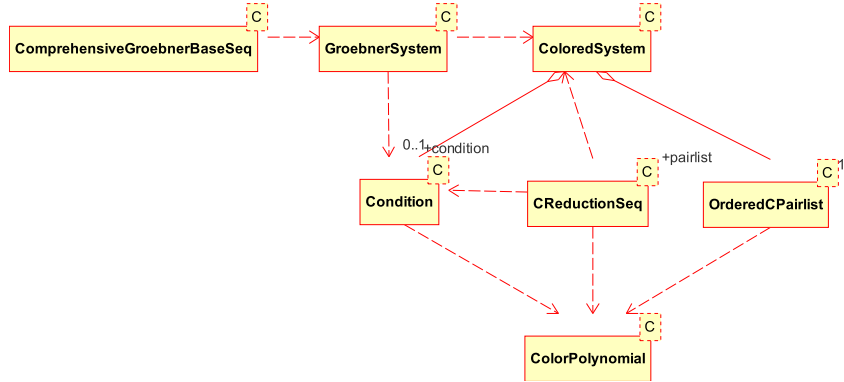 C
C
C
ComprehensiveGroebnerBaseSeq
GroebnerSystem
ColoredSystem
0..1
+condition
+pairlist
1
C
C
C
Condition
CReductionSeq
OrderedCPairlist
C
ColorPolynomial